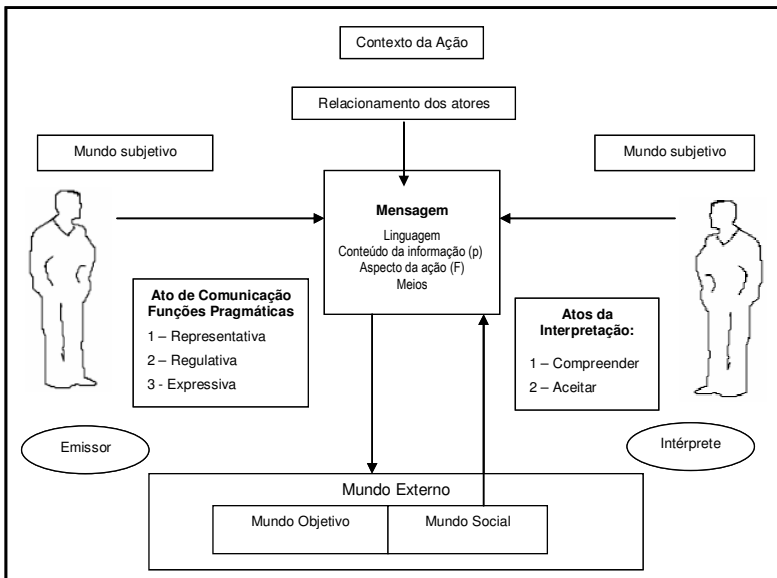 Contexto da Ação
Relacionamento dos atores
Mundo subjetivo
Mundo subjetivo
Mensagem
Linguagem
Conteúdo da informação (p)
Aspecto da ação (F)
Meios
Ato de Comunicação
Funções Pragmáticas
1 – Representativa
2 – Regulativa
3 - Expressiva
Atos da
Interpretação:
1 – Compreender
2 – Aceitar
Emissor
Intérprete
Mundo Externo
Mundo Objetivo
Mundo Social